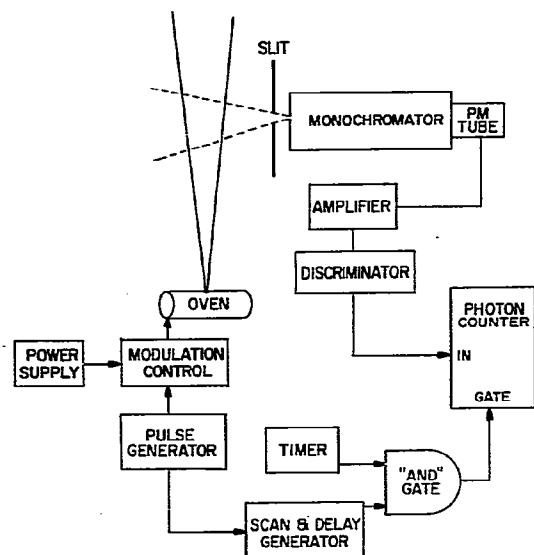 SLIT
MONOCHROMATOR
PM
TUBE
AMPLIFIER
DISCRIMINATOR
OVEN
PHOTON
COUNTER
IN
GATE
POWER
SUPPLY
MODULATION
CONTROL
PULSE
GENERATOR
TIMER
"AND"
GATE
SCAN & DELAY
GENERATOR